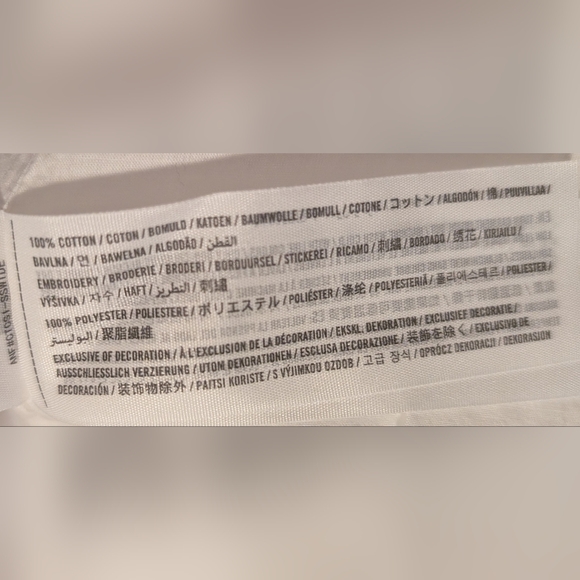 100% COTTON / COTON / BOMULD / KATOEN / BAUMWOLLE / BOMULL / COTONE / コットン / ALGODÓN / 棉 / PUUVILLAA /
BAVLNA / 면 / BAWEŁNA / ALGODÃO / القطن
EMBROIDERY / BRODERIE / BRODERI / BORDUURSEL / STICKEREI / RICAMO / 刺繍 / BORDADO / 绣花 / KIRJAILU /
VÝŠIVKA / 자수 / HAFT / التطريز / 刺繡
100% POLYESTER / POLIESTERE / ポリエステル / POLIÉSTER / 涤纶 / POLYESTERIÄ / 폴리에스테르 / POLIESTER /
البوليستر / 聚脂纖維
EXCLUSIVE OF DECORATION / À L'EXCLUSION DE LA DÉCORATION / EKSKL. DEKORATION / EXCLUSIEF DECORATIE /
AUSSCHLIESSLICH VERZIERUNG / UTOM DEKORATIONEN / ESCLUSA DECORAZIONE / 装飾を除く / EXCLUSIVO DE
DECORACIÓN / 装饰物除外 / PAITSI KORISTE / S VÝJIMKOU OZDOB / 고급 장식 / OPRÓCZ DEKORACJI / DEKORASION